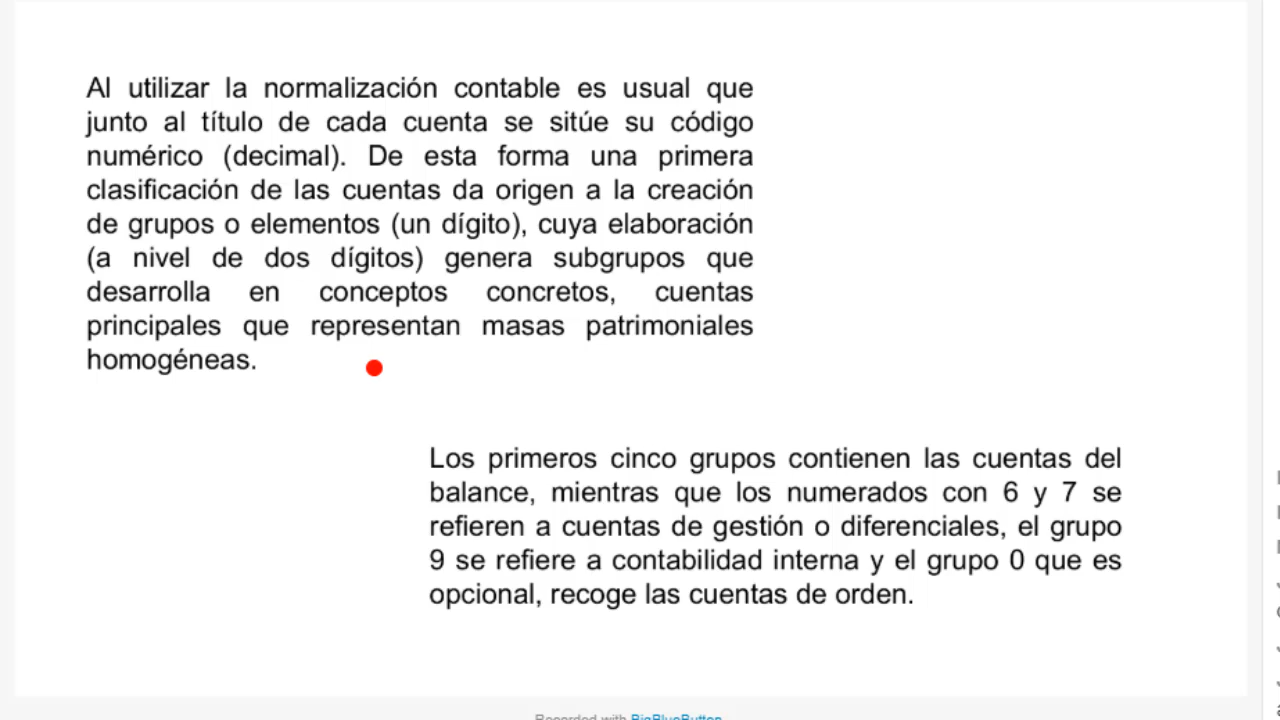 Al utilizar la normalización contable es usual que
junto al título de cada cuenta se sitúe su código
numérico (decimal). De esta forma una primera
clasificación de las cuentas da origen a la creación
de grupos o elementos (un dígito), cuya elaboración
(a nivel de dos dígitos) genera subgrupos que
desarrolla en conceptos concretos, cuentas
principales que representan masas patrimoniales
homogéneas.
Los primeros cinco grupos contienen las cuentas del
balance, mientras que los numerados con 6 y 7 se
refieren a cuentas de gestión o diferenciales, el grupo
9 se refiere a contabilidad interna y el grupo 0 que es
opcional, recoge las cuentas de orden.
Recorded with BigBlueButton